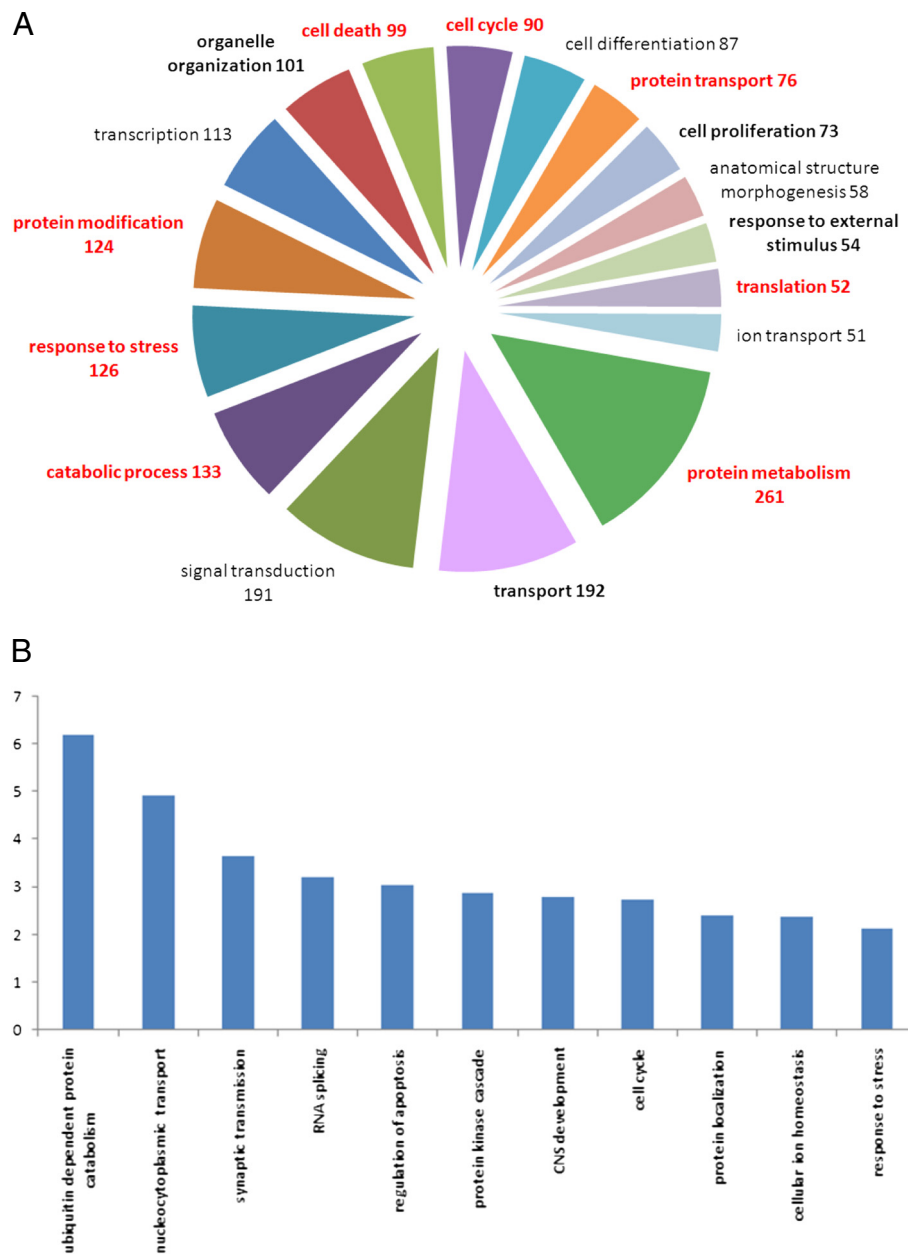 A
cell cycle 90
cell death 99
organelle
organization 101
cell differentiation 87
protein transport 76
transcription 113
cell proliferation 73
anatomical structure
morphogenesis 58
protein modification
124
response to external
stimulus 54
translation 52
response to stress
126
ion transport 51
catabolic process 133
protein metabolism
261
signal transduction
191
transport 192
B
7
6
5
4
3
2
1
0
ubiquitin dependent protein
catabolism
nucleocytoplasmic transport
synaptic transmission
RNA splicing
regulation of apoptosis
protein kinase cascade
CNS development
cell cycle
protein localization
cellular ion homeostasis
response to stress